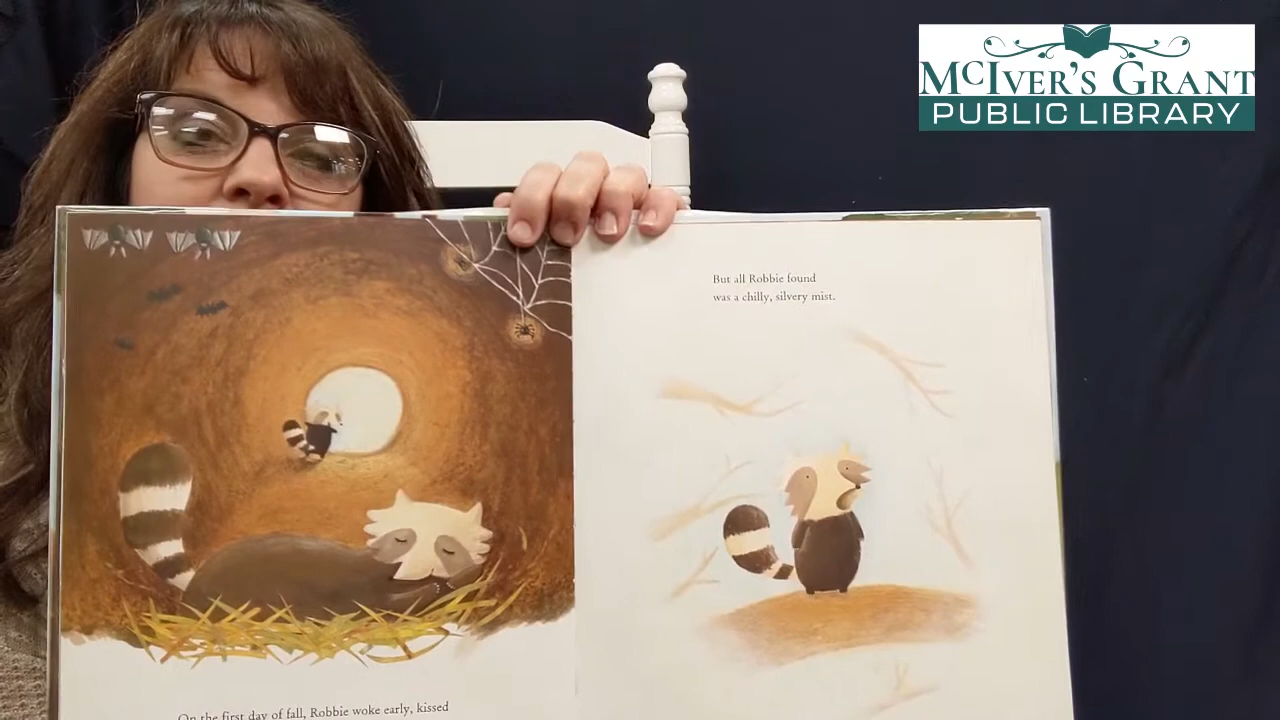 McIver's Grant
PUBLIC LIBRARY
But all Robbie found
was a chilly, silvery mist.
On the first day of fall, Robbie woke early, kissed